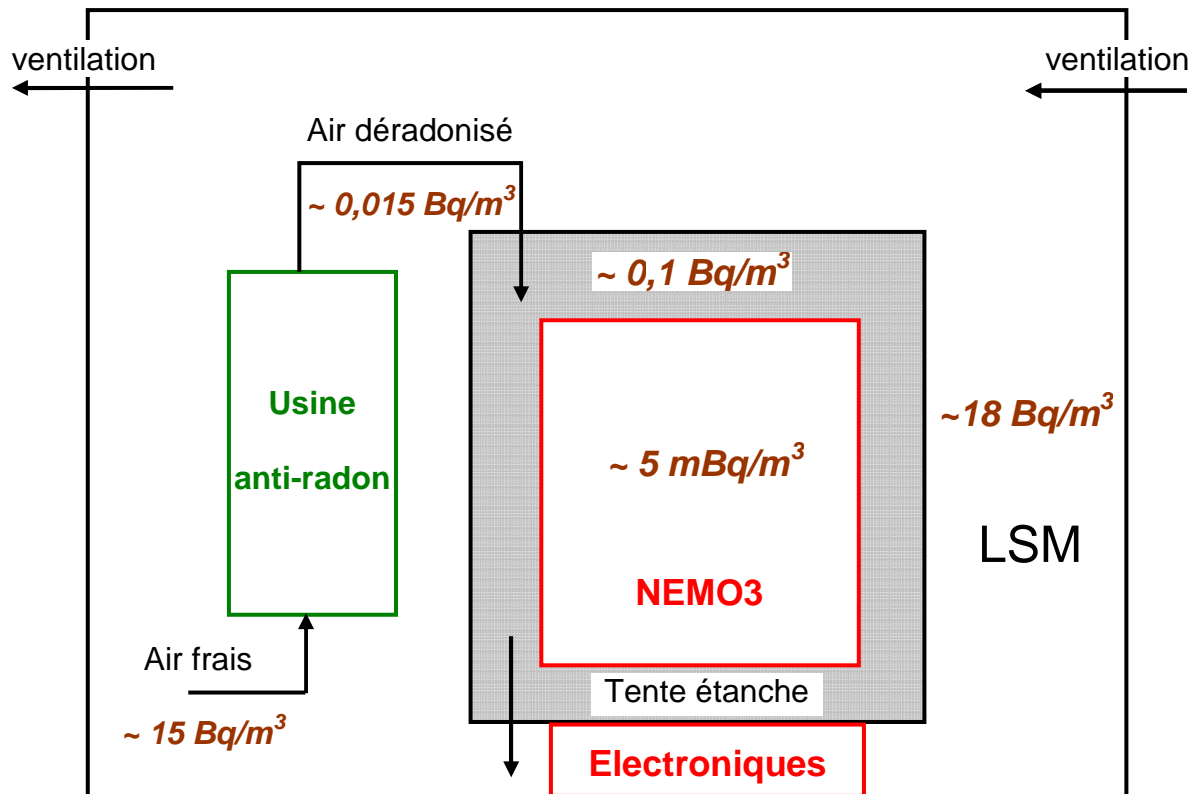 ventilation
ventilation
Air déradonisé
~ 0,015 Bq/m³
~ 0,1 Bq/m³
Usine
anti-radon
~18 Bq/m³
~ 5 mBq/m³
LSM
NEMO3
Air frais
Tente étanche
~ 15 Bq/m³
Electroniques